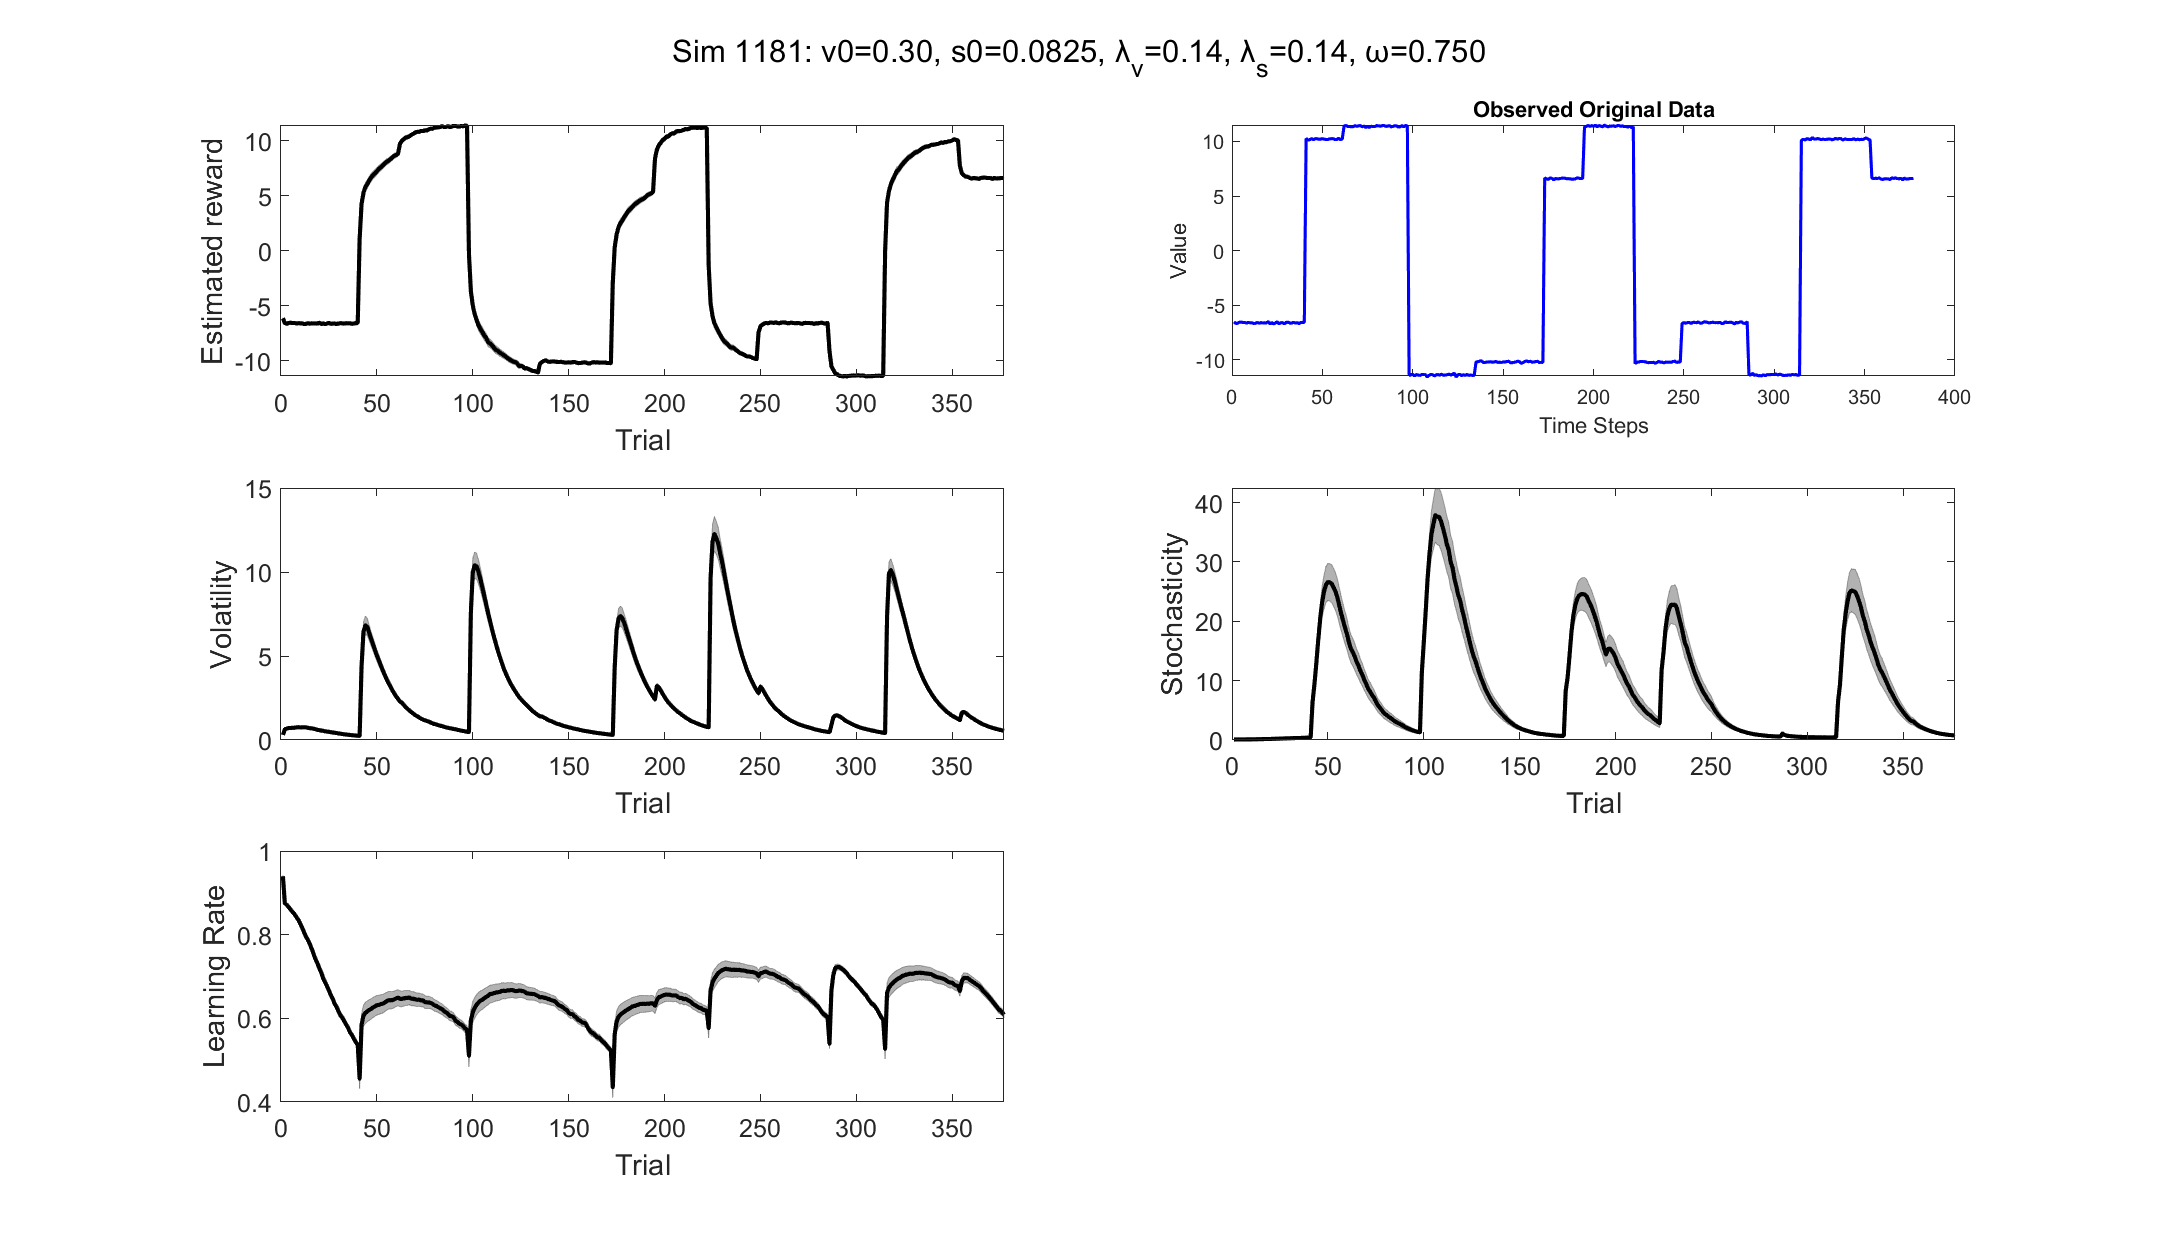 Sim 1181: v0=0.30, s0=0.0825, λv=0.14, λs=0.14, ω=0.750
Estimated reward
10
5
0
-5
-10
0 50 100 150 200 250 300 350
Trial
Observed Original Data
Value
10
5
0
-5
-10
0 50 100 150 200 250 300 350 400
Time Steps
Volatility
15
10
5
0
0 50 100 150 200 250 300 350
Trial
Stochasticity
40
30
20
10
0
0 50 100 150 200 250 300 350
Trial
Learning Rate
1
0.8
0.6
0.4
0 50 100 150 200 250 300 350
Trial